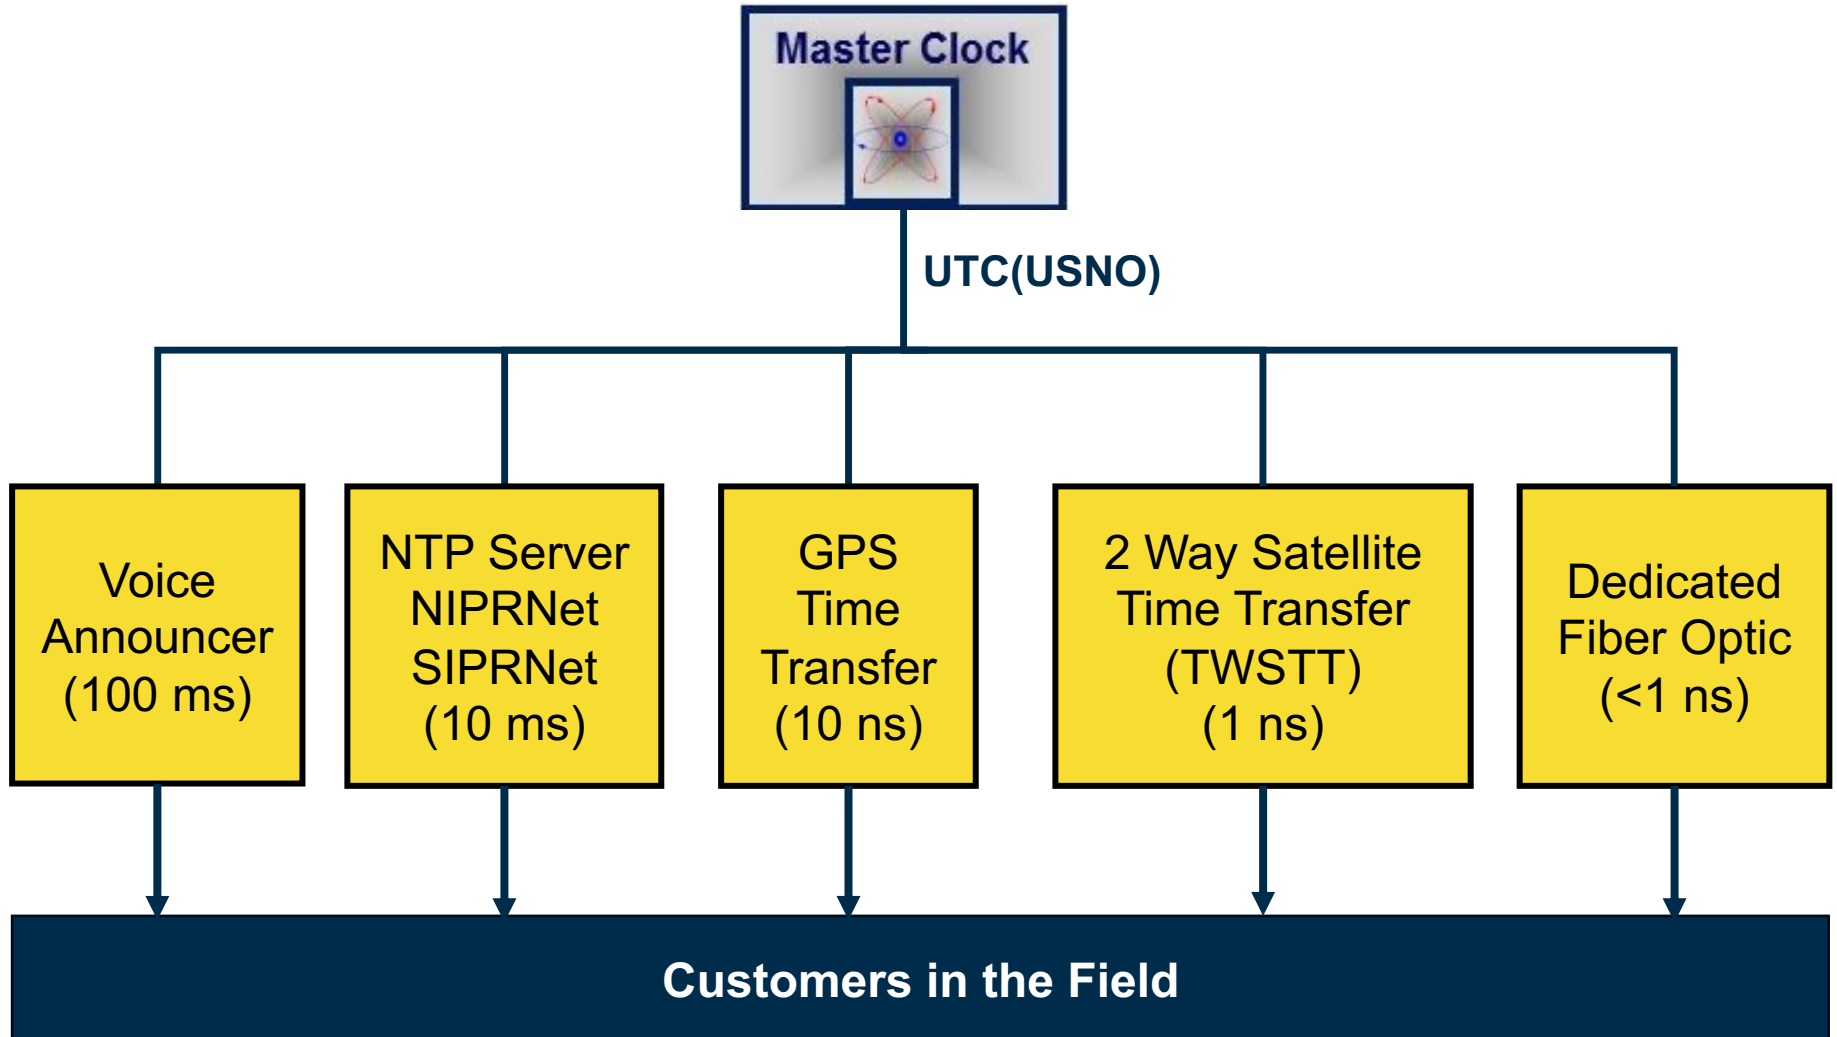 Master Clock
UTC(USNO)
Voice
Announcer
(100 ms)
NTP Server
NIPRNet
SIPRNet
(10 ms)
GPS
Time
Transfer
(10 ns)
2 Way Satellite
Time Transfer
(TWSTT)
(1 ns)
Dedicated
Fiber Optic
(<1 ns)
Customers in the Field